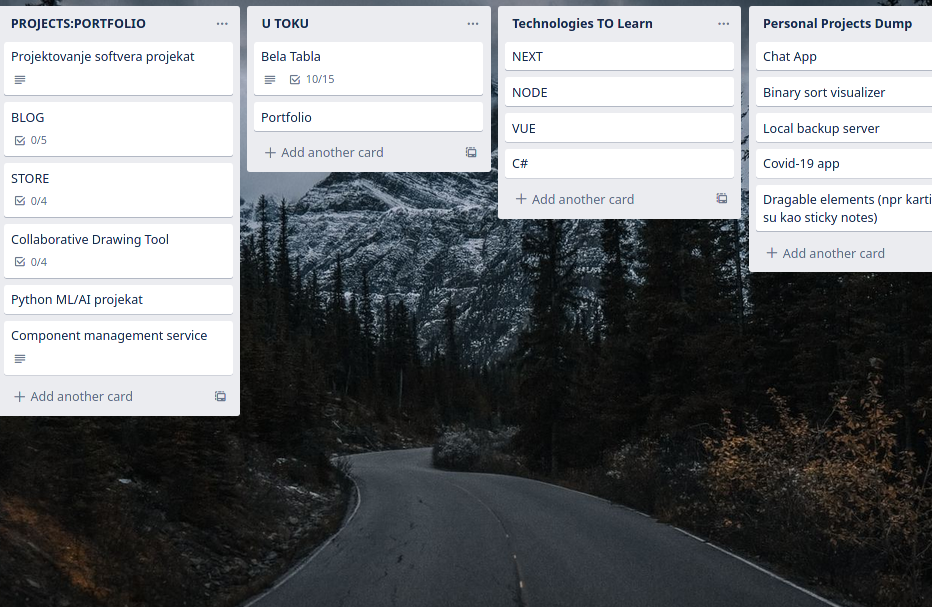 PROJECTS:PORTFOLIO
Projektovanje softvera projekat
BLOG
0/5
STORE
0/4
Collaborative Drawing Tool
0/4
Python ML/AI projekat
Component management service
Add another card
U TOKU
Bela Tabla
10/15
Portfolio
Add another card
Technologies TO Learn
NEXT
NODE
VUE
C#
Add another card
Personal Projects Dump
Chat App
Binary sort visualizer
Local backup server
Covid-19 app
Dragable elements (npr karti
su kao sticky notes)
Add another card